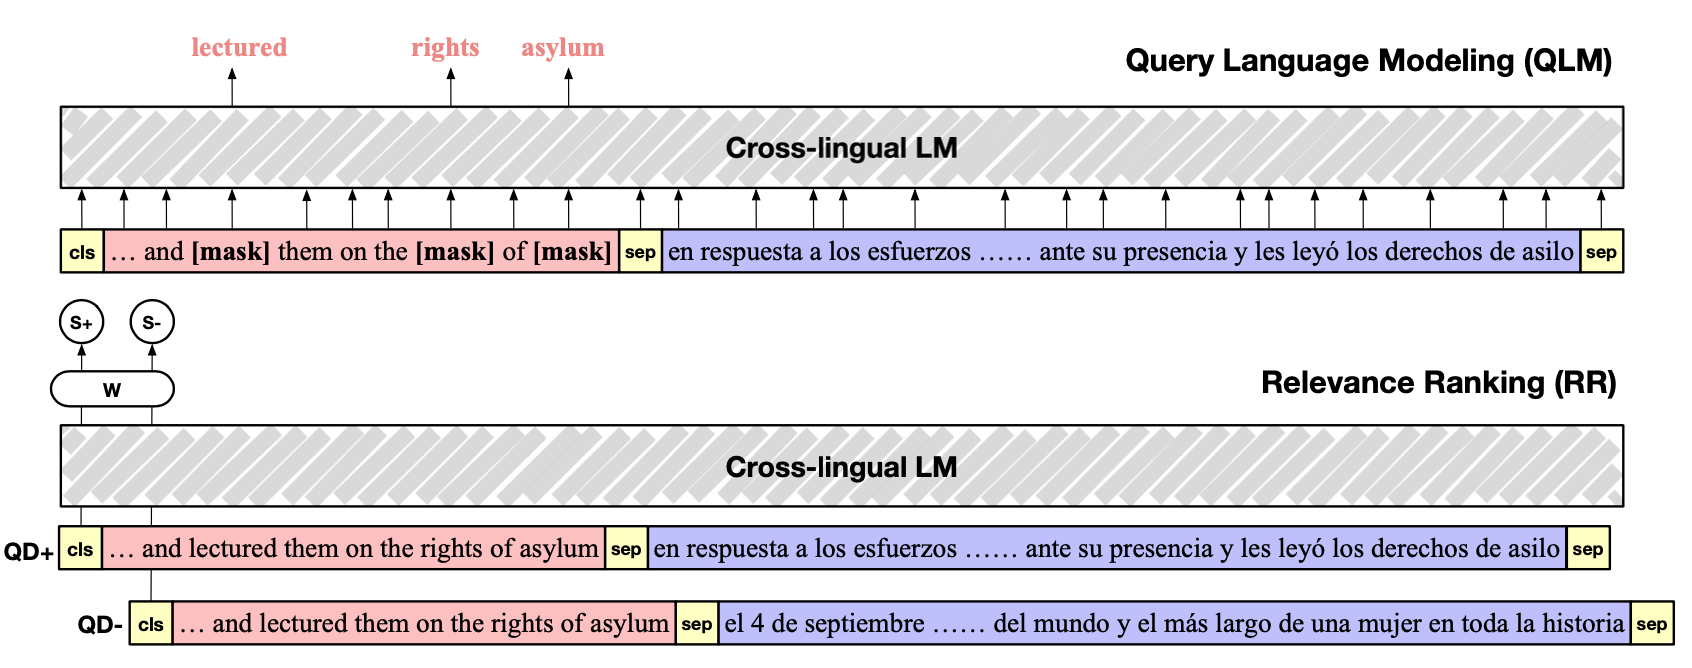 lectured rights asylum
Query Language Modeling (QLM)
Cross-lingual LM
cls … and [mask] them on the [mask] of [mask] sep en respuesta a los esfuerzos …… ante su presencia y les leyó los derechos de asilo sep
S+ S-
W
Relevance Ranking (RR)
Cross-lingual LM
QD+ cls … and lectured them on the rights of asylum sep en respuesta a los esfuerzos …… ante su presencia y les leyó los derechos de asilo sep
QD- cls … and lectured them on the rights of asylum sep el 4 de septiembre …… del mundo y el más largo de una mujer en toda la historia sep